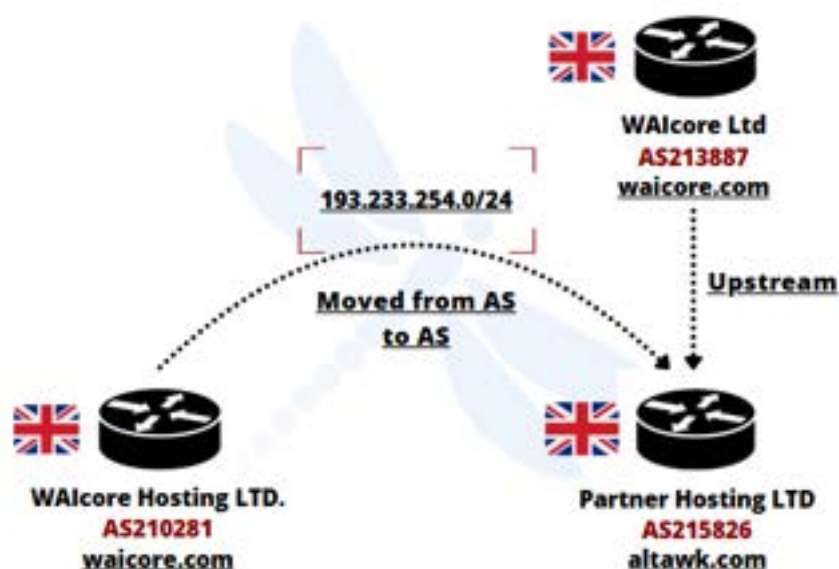 WAIcore Ltd
AS213887
waicore.com
193.233.254.0/24
Upstream
Moved from AS
to AS
WAIcore Hosting LTD.
AS210281
waicore.com
Partner Hosting LTD
AS215826
altawk.com